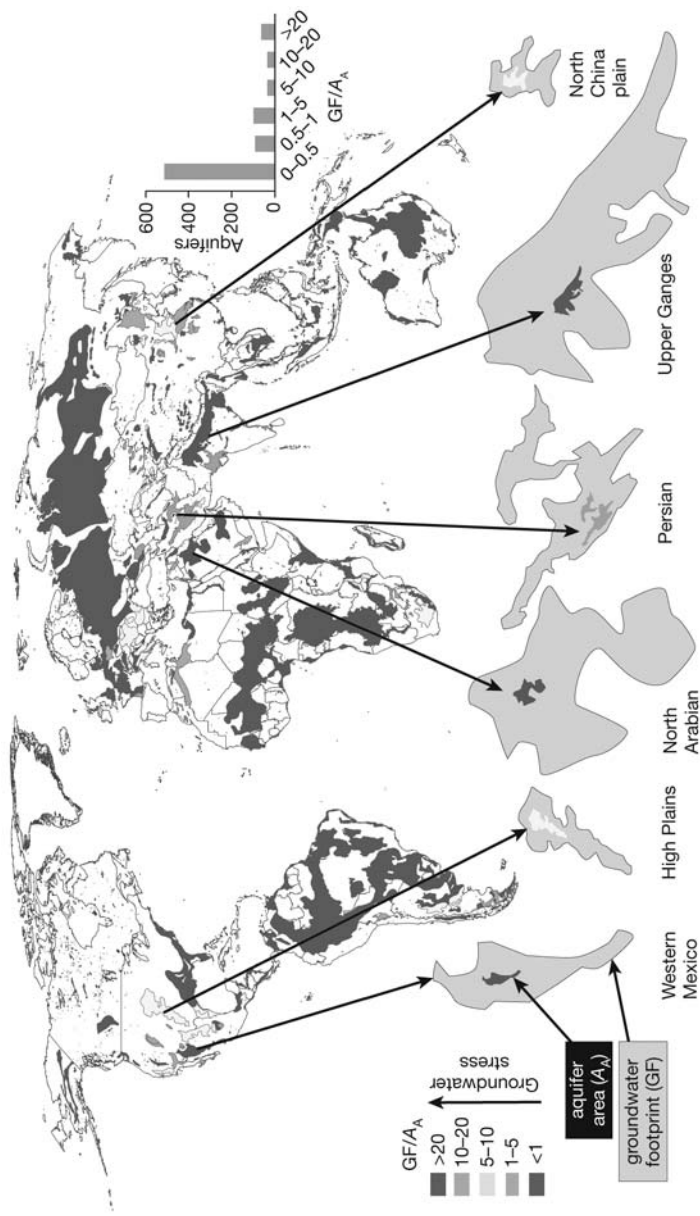 600
400
200
0
Aquifers
0–0.5
0.5–1
1–5
5–10
10–20
>20
GF/A_A
GF/A_A
>20
10–20
5–10
1–5
<1
Groundwater
stress
aquifer
area (A_A)
groundwater
footprint (GF)
Western
Mexico
High Plains
North
Arabian
Persian
Upper Ganges
North
China
plain